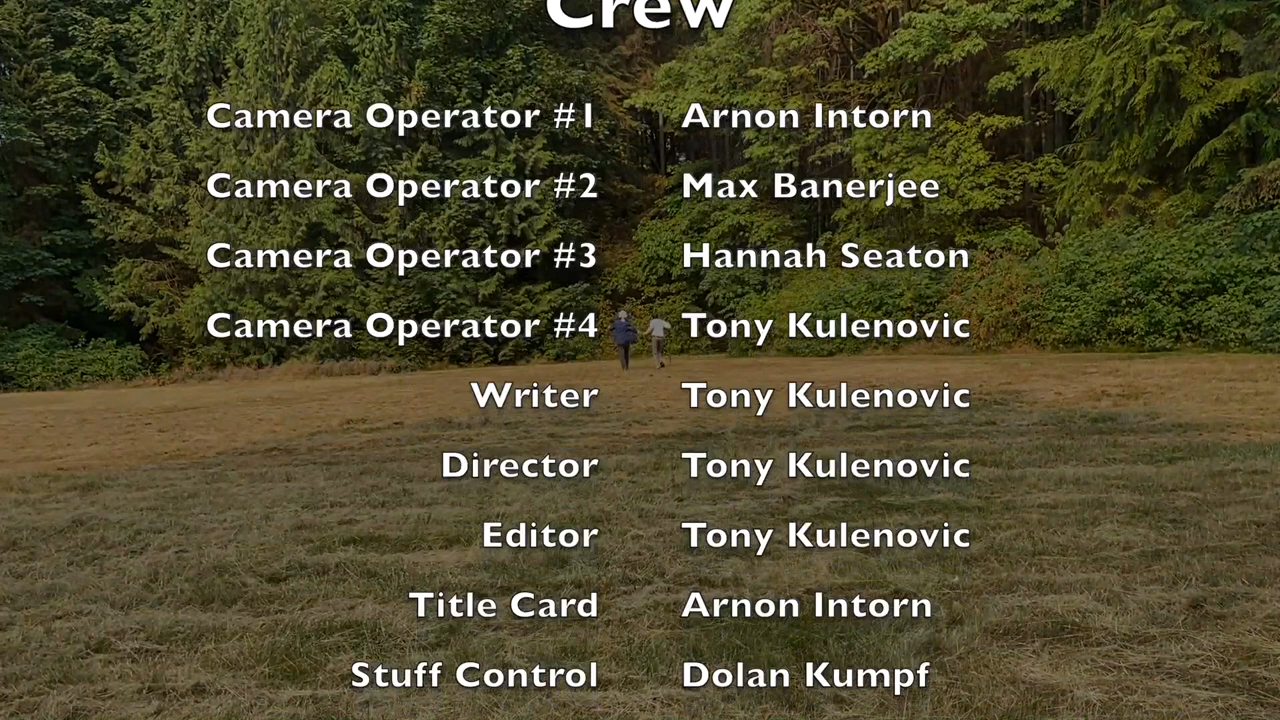 Crew
Camera Operator #1 Arnon Intorn
Camera Operator #2 Max Banerjee
Camera Operator #3 Hannah Seaton
Camera Operator #4 Tony Kulenovic
Writer Tony Kulenovic
Director Tony Kulenovic
Editor Tony Kulenovic
Title Card Arnon Intorn
Stuff Control Dolan Kumpf